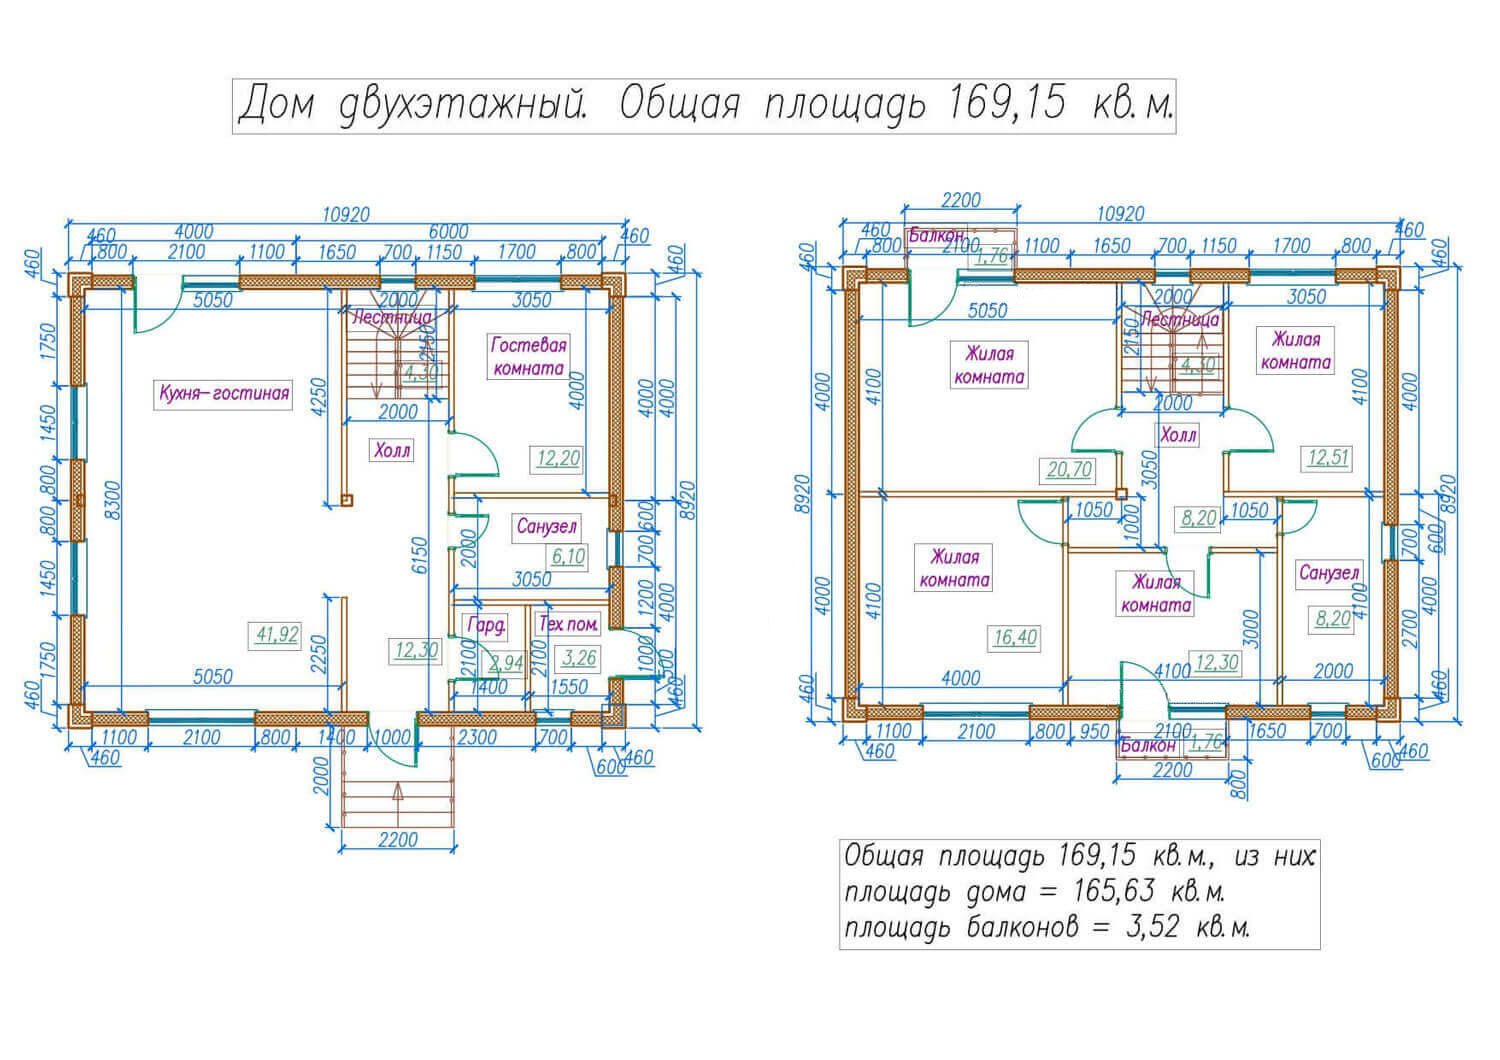 Дом двухэтажный. Общая площадь 169,15 кв.м.
10920
4000 6000
460 800 2100 1100 1650 700 1150 1700 800 460
460 460
5050 2000 3050
Лестница
2150
4,30
Гостевая
комната
4000
12,20
Кухня-гостиная
4250
8300
2000
Холл
6150
Санузел
6,10
2000
3050
41,92
2250
12,30
Гард.
2,94
2100
1400
Тех.пом.
3,26
2100
1550
5050
1750
1450
800
800
1450
1750
460
4000
600
700
1200
4000
1000
500
460
8920
1100 2100 800 1400 1000 2300 700
460 600 460
2000
2200
2200
10920
460 800 2100 1100 1650 700 1150 1700 800 460
460 460
Балкон 1,76
5050 2000 3050
Лестница
2150
4,30
Жилая
комната
20,70
4100
Жилая
комната
12,51
4100
2000
Холл
3050
8,20
1050 1000 1050
Жилая
комната
16,40
4100
4000
Жилая
комната
12,30
3000
4100
Санузел
8,20
4100
2000
4000
8920
4000
460
4000
700
600
4000
2700
460
8920
1100 2100 800 950 2100 1650 700
460 600 460
Балкон 1,76
2200
800
Общая площадь 169,15 кв.м., из них
площадь дома = 165,63 кв.м.
площадь балконов = 3,52 кв.м.